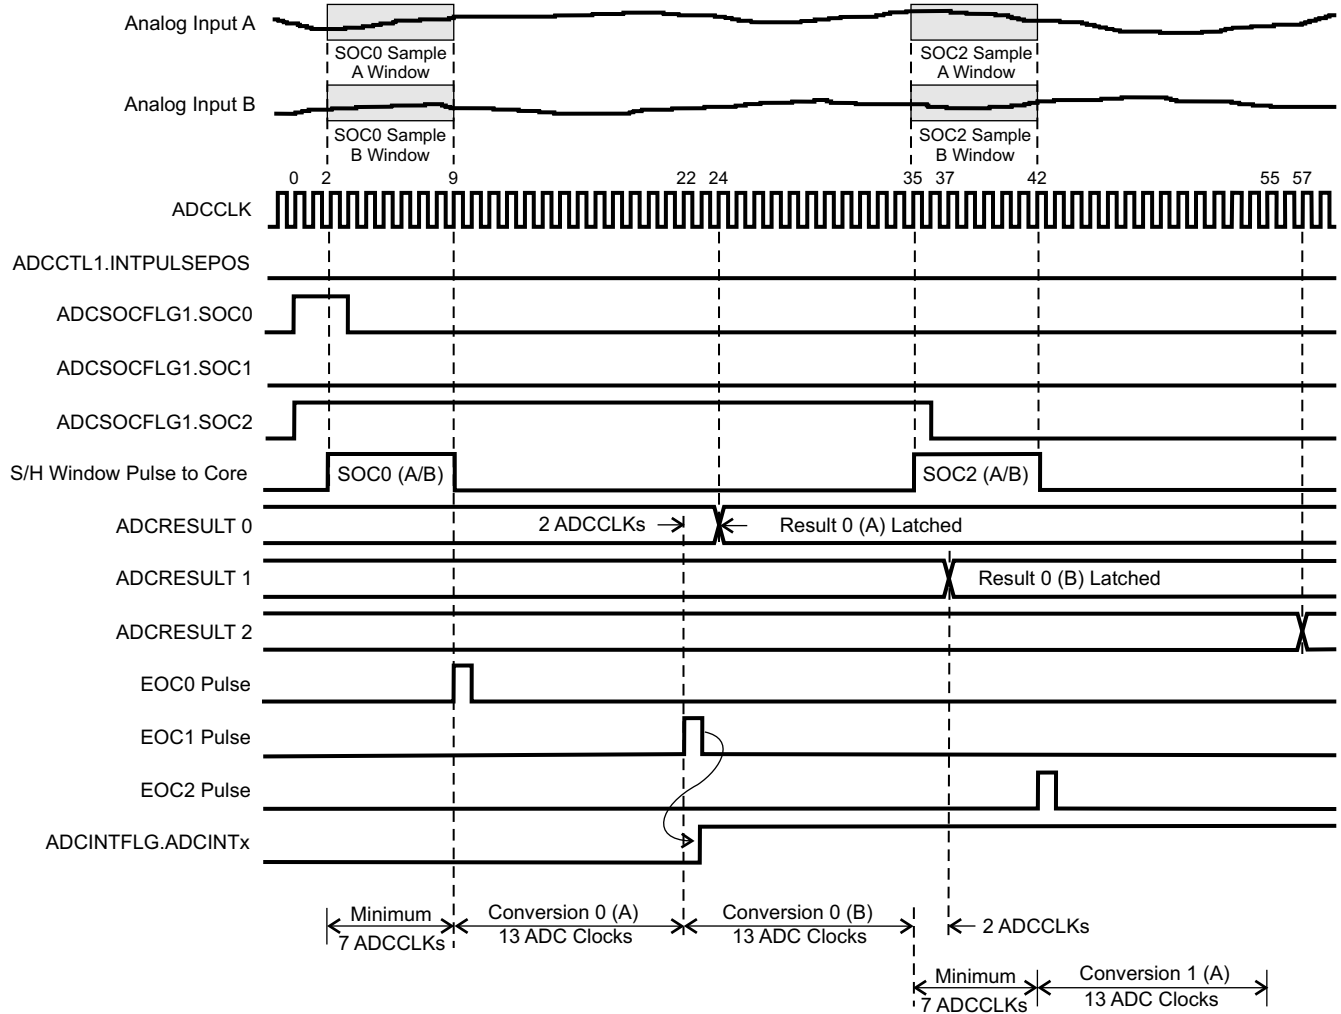 Analog Input A
SOC0 Sample
A Window
SOC2 Sample
A Window
Analog Input B
SOC0 Sample
B Window
SOC2 Sample
B Window
0 2 9 22 24 35 37 42 55 57
ADCCLK
ADCCTL1.INTPULSEPOS
ADCSOCFLG1.SOC0
ADCSOCFLG1.SOC1
ADCSOCFLG1.SOC2
S/H Window Pulse to Core
SOC0 (A/B)
SOC2 (A/B)
ADCRESULT 0
2 ADCCLKs
Result 0 (A) Latched
ADCRESULT 1
Result 0 (B) Latched
ADCRESULT 2
EOC0 Pulse
EOC1 Pulse
EOC2 Pulse
ADCINTFLG.ADCINTx
Minimum
7 ADCCLKs
Conversion 0 (A)
13 ADC Clocks
Conversion 0 (B)
13 ADC Clocks
2 ADCCLKs
Minimum
7 ADCCLKs
Conversion 1 (A)
13 ADC Clocks